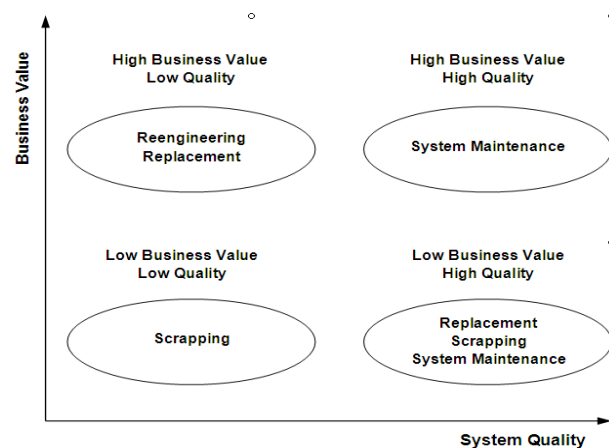 Business Value
High Business Value
Low Quality
Reengineering
Replacement
High Business Value
High Quality
System Maintenance
Low Business Value
Low Quality
Scrapping
Low Business Value
High Quality
Replacement
Scrapping
System Maintenance
System Quality